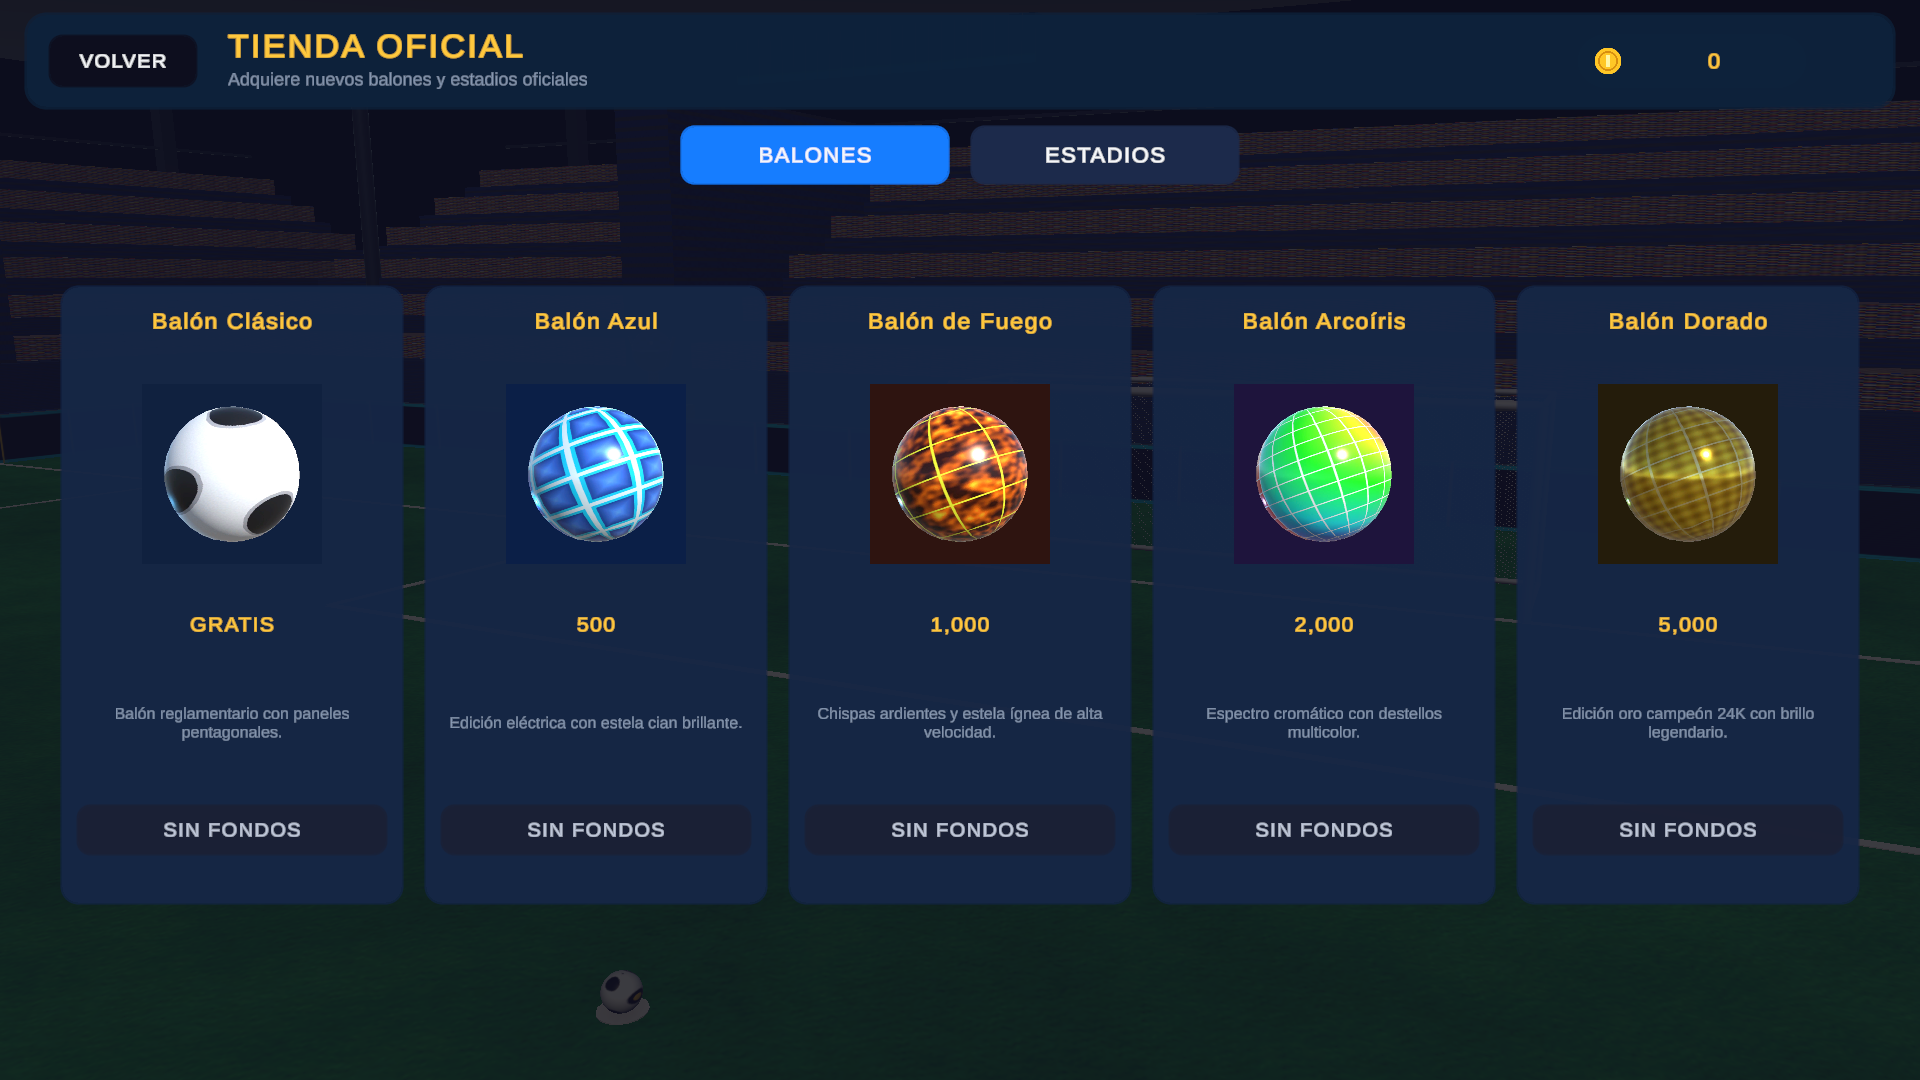 VOLVER
TIENDA OFICIAL
Adquiere nuevos balones y estadios oficiales
0
BALONES
ESTADIOS
Balón Clásico
GRATIS
Balón reglamentario con paneles
pentagonales.
SIN FONDOS
Balón Azul
500
Edición eléctrica con estela cian brillante.
SIN FONDOS
Balón de Fuego
1,000
Chispas ardientes y estela ígnea de alta
velocidad.
SIN FONDOS
Balón Arcoíris
2,000
Espectro cromático con destellos
multicolor.
SIN FONDOS
Balón Dorado
5,000
Edición oro campeón 24K con brillo
legendario.
SIN FONDOS